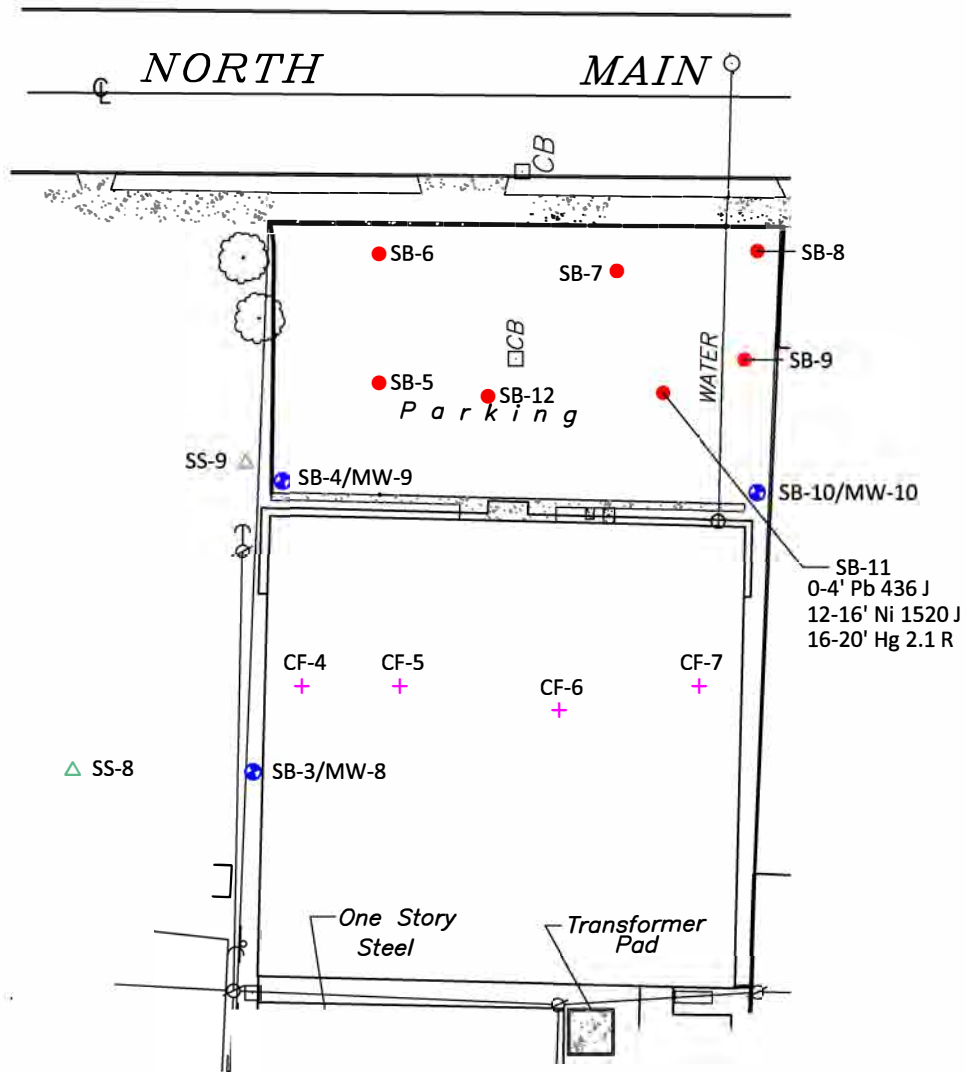 NORTH MAIN
CB
SB-6
SB-7
SB-8
CB
WATER
SB-9
SB-5
SB-12
Parking
SS-9
SB-4/MW-9
SB-10/MW-10
SB-11
0-4' Pb 436 J
12-16' Ni 1520 J
16-20' Hg 2.1 R
CF-4
CF-5
CF-6
CF-7
SS-8
SB-3/MW-8
One Story
Steel
Transformer
Pad